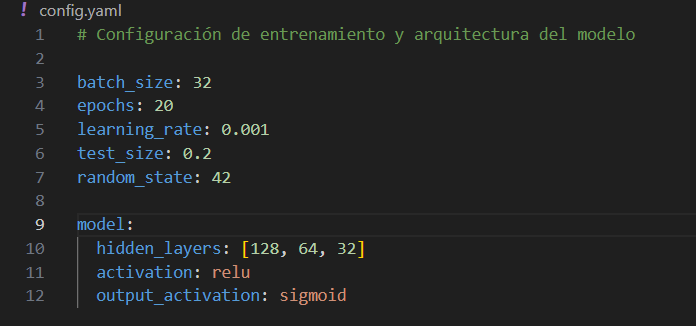 ! config.yaml
1 # Configuración de entrenamiento y arquitectura del modelo
2
3 batch_size: 32
4 epochs: 20
5 learning_rate: 0.001
6 test_size: 0.2
7 random_state: 42
8
9 model:
10   hidden_layers: [128, 64, 32]
11   activation: relu
12   output_activation: sigmoid